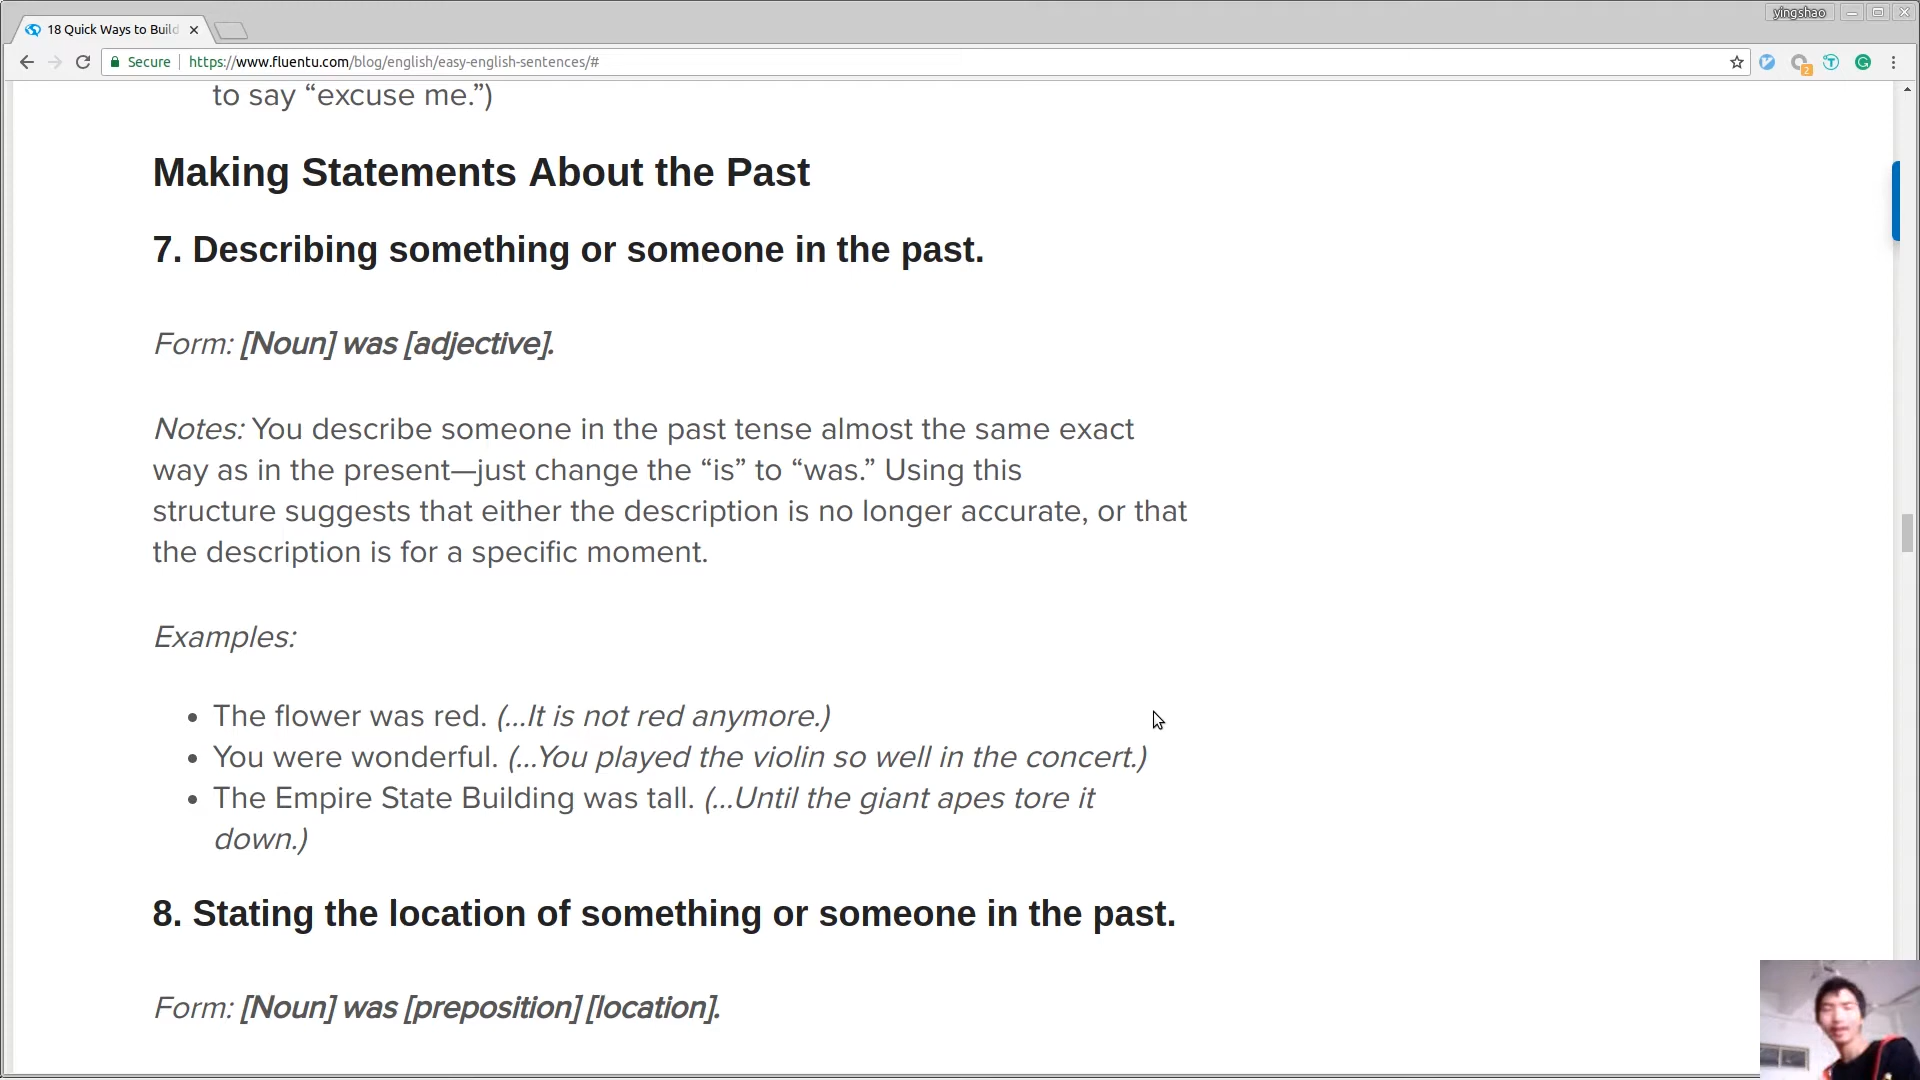 yingshao
18 Quick Ways to Build
Secure
https://www.fluentu.com/blog/english/easy-english-sentences/#
2
to say “excuse me.”)
Making Statements About the Past
7. Describing something or someone in the past.
Form: [Noun] was [adjective].
Notes: You describe someone in the past tense almost the same exact
way as in the present—just change the “is” to “was.” Using this
structure suggests that either the description is no longer accurate, or that
the description is for a specific moment.
Examples:
• The flower was red. (…It is not red anymore.)
• You were wonderful. (…You played the violin so well in the concert.)
• The Empire State Building was tall. (…Until the giant apes tore it
down.)
8. Stating the location of something or someone in the past.
Form: [Noun] was [preposition] [location].